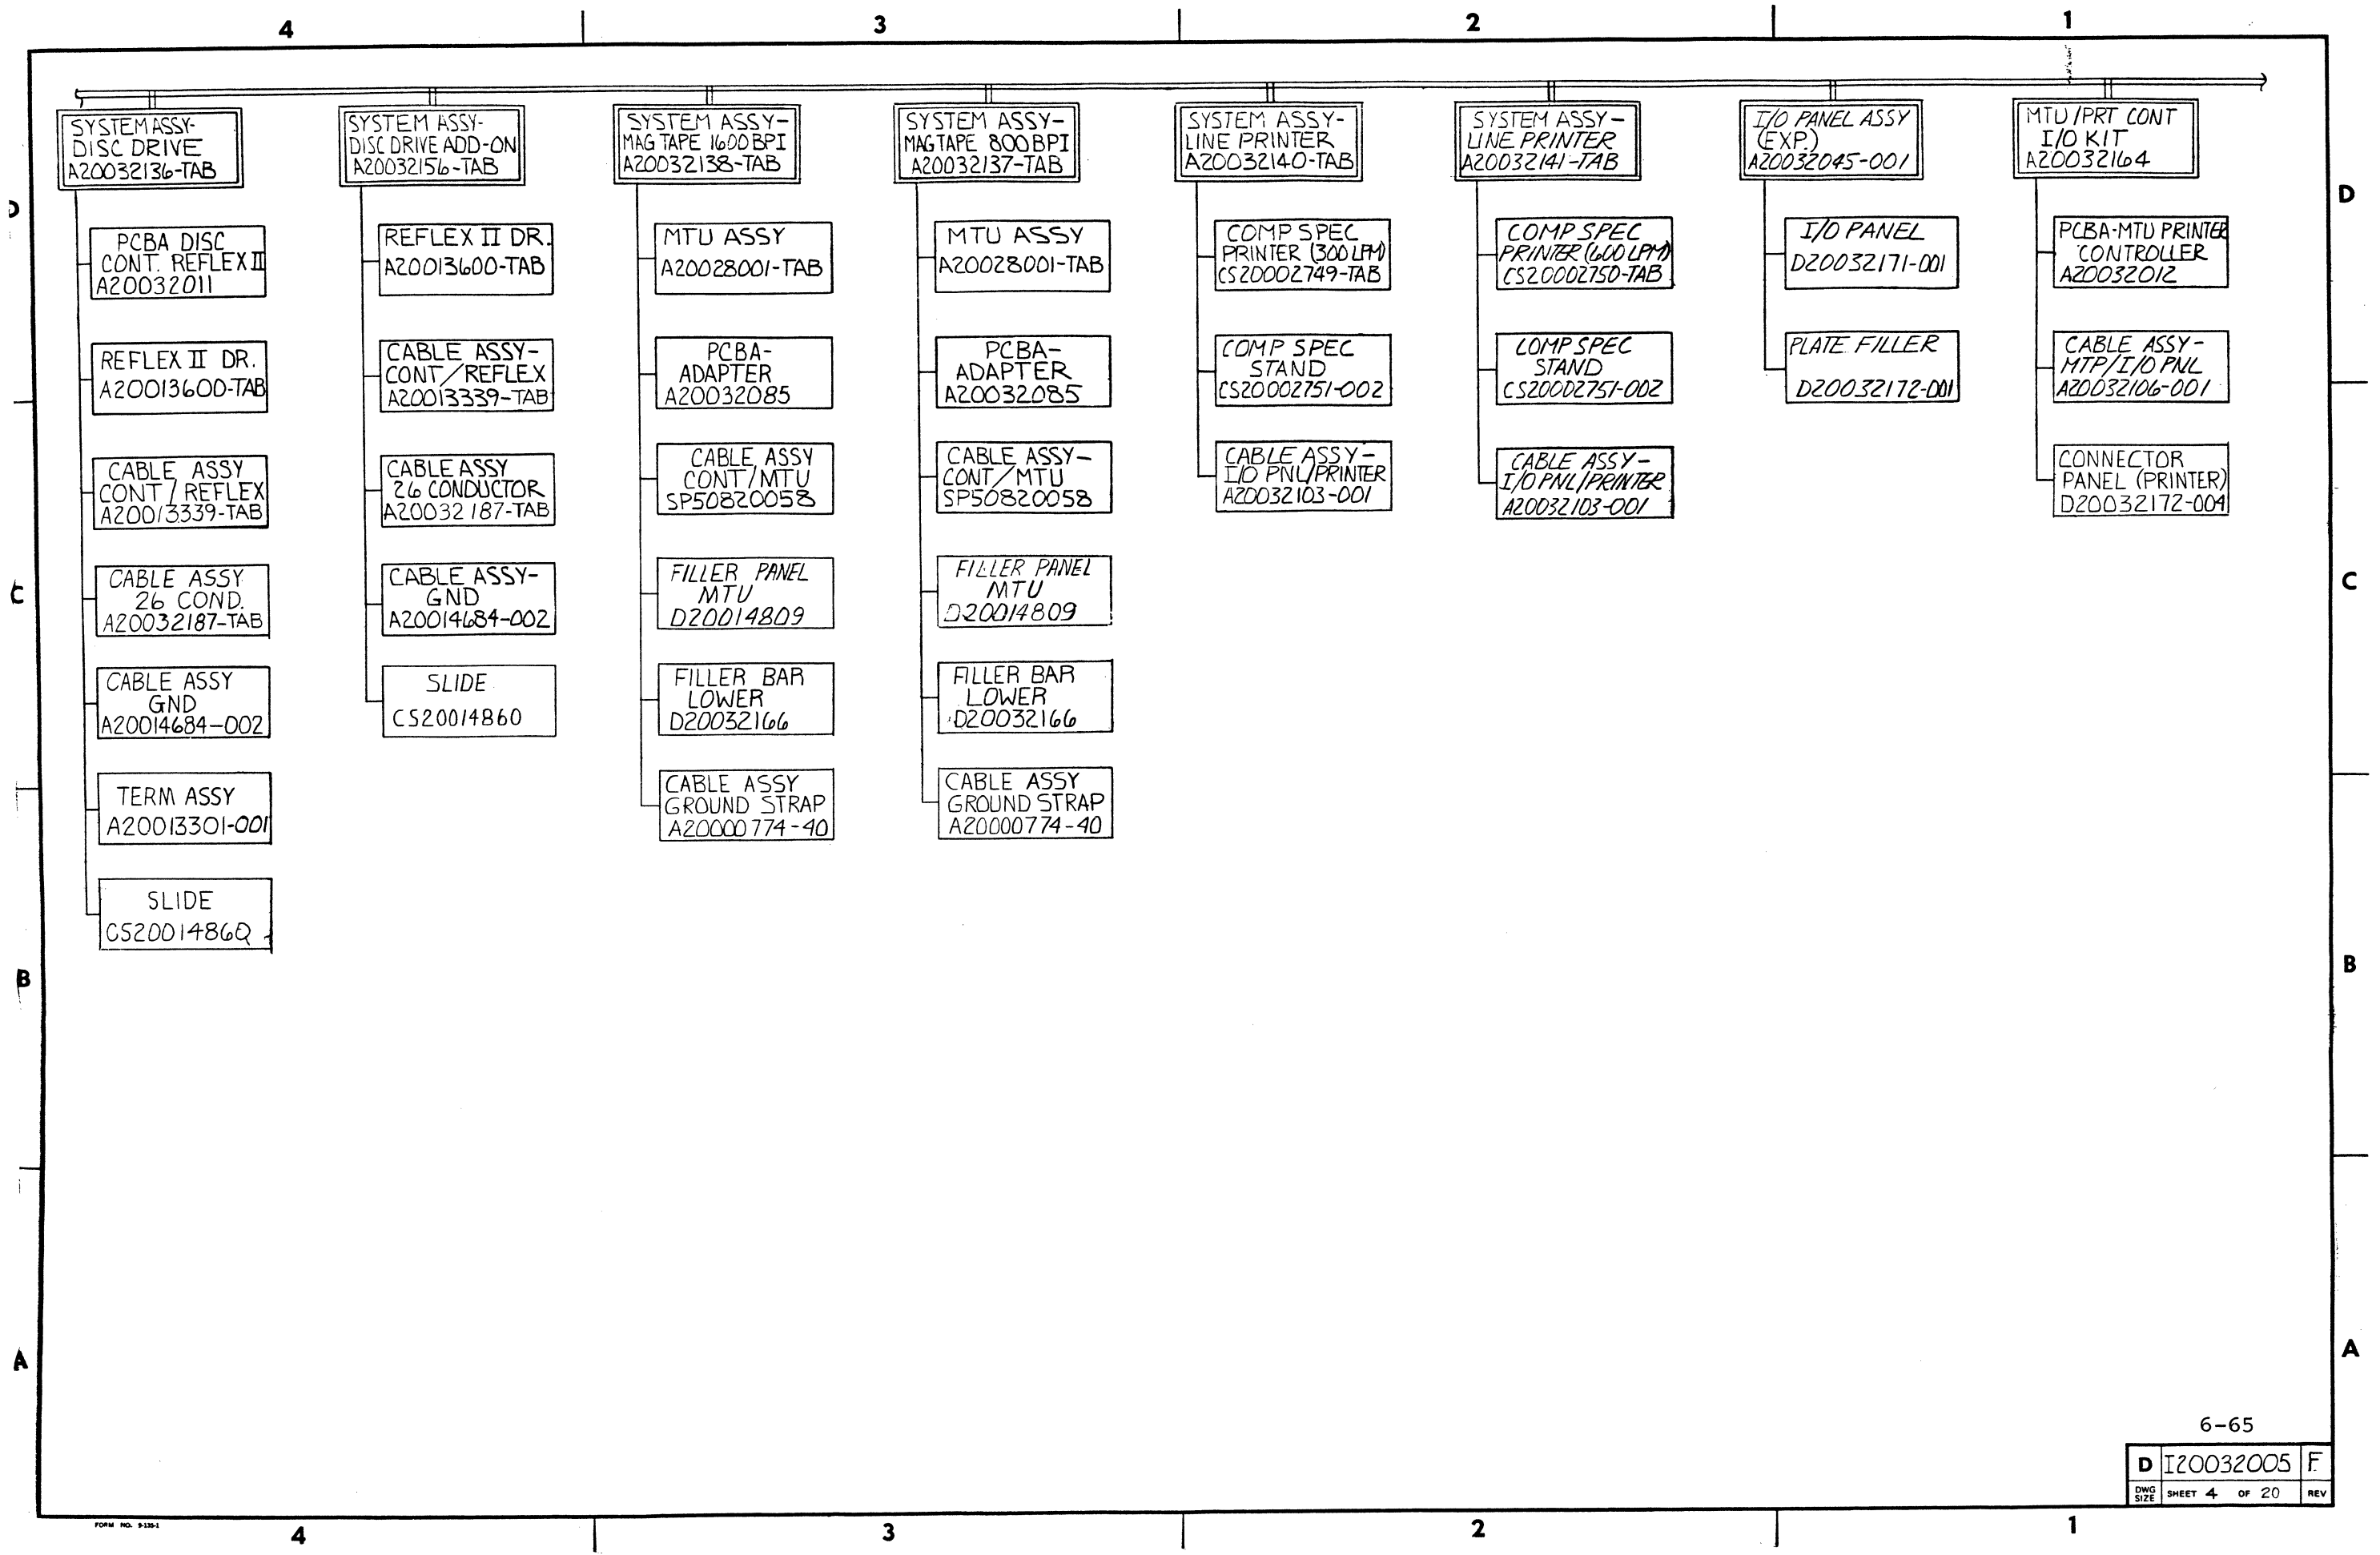 4
3
2
1
SYSTEM ASSY-
DISC DRIVE
A20032136-TAB
PCBA DISC
CONT. REFLEX II
A20032011
REFLEX II DR.
A20013600-TAB
CABLE ASSY
CONT / REFLEX
A20013339-TAB
CABLE ASSY
26 COND.
A20032187-TAB
CABLE ASSY
GND
A20014684-002
TERM ASSY
A20013301-001
SLIDE
CS20014860
SYSTEM ASSY-
DISC DRIVE ADD-ON
A20032156-TAB
REFLEX II DR.
A20013600-TAB
CABLE ASSY-
CONT/REFLEX
A20013339-TAB
CABLE ASSY
26 CONDUCTOR
A20032187-TAB
CABLE ASSY-
GND
A20014684-002
SLIDE
CS20014860
SYSTEM ASSY-
MAG TAPE 1600 BPI
A20032138-TAB
MTU ASSY
A20028001-TAB
PCBA-
ADAPTER
A20032085
CABLE ASSY
CONT/MTU
SP50820058
FILLER PANEL
MTU
D20014809
FILLER BAR
LOWER
D20032166
CABLE ASSY
GROUND STRAP
A20000774-40
SYSTEM ASSY-
MAG TAPE 800 BPI
A20032137-TAB
MTU ASSY
A20028001-TAB
PCBA-
ADAPTER
A20032085
CABLE ASSY-
CONT/MTU
SP50820058
FILLER PANEL
MTU
D20014809
FILLER BAR
LOWER
D20032166
CABLE ASSY
GROUND STRAP
A20000774-40
SYSTEM ASSY-
LINE PRINTER
A20032140-TAB
COMP SPEC
PRINTER (300 LPM)
CS20002749-TAB
COMP SPEC
STAND
CS20002751-002
CABLE ASSY-
I/O PNL/PRINTER
A20032103-001
SYSTEM ASSY-
LINE PRINTER
A20032141-TAB
COMP SPEC
PRINTER (600 LPM)
CS20002750-TAB
COMP SPEC
STAND
CS20002751-002
CABLE ASSY-
I/O PNL/PRINTER
A20032103-001
I/O PANEL ASSY
(EXP.)
A20032045-001
I/O PANEL
D20032171-001
PLATE FILLER
D20032172-001
MTU/PRT CONT
I/O KIT
A20032164
PCBA-MTU PRINTER
CONTROLLER
A20032012
CABLE ASSY-
MTP/I/O PNL
A20032106-001
CONNECTOR
PANEL (PRINTER)
D20032172-004
D
D
C
C
B
B
A
A
6-65
D I20032005 F
DWG SIZE SHEET 4 OF 20 REV
FORM NO. 9-135-1
4
3
2
1